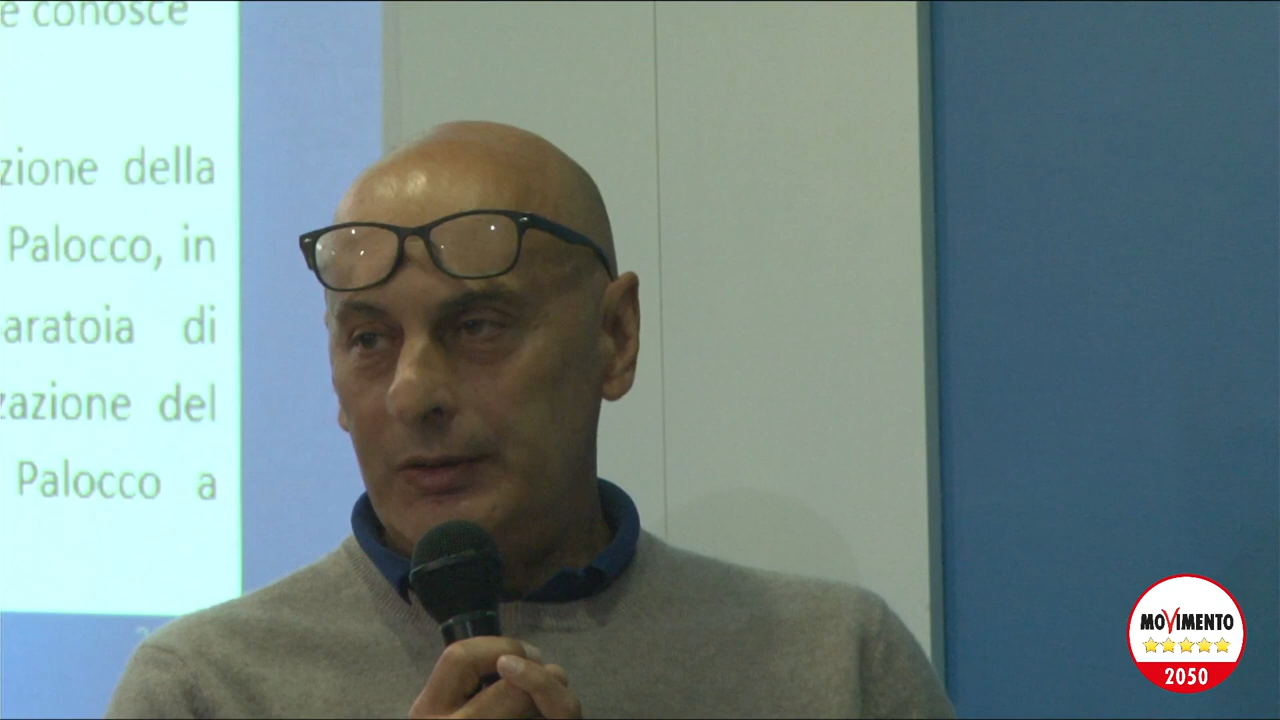 e conosce
zione della
Palocco, in
aratoia di
zazione del
Palocco a
MOVIMENTO
2050